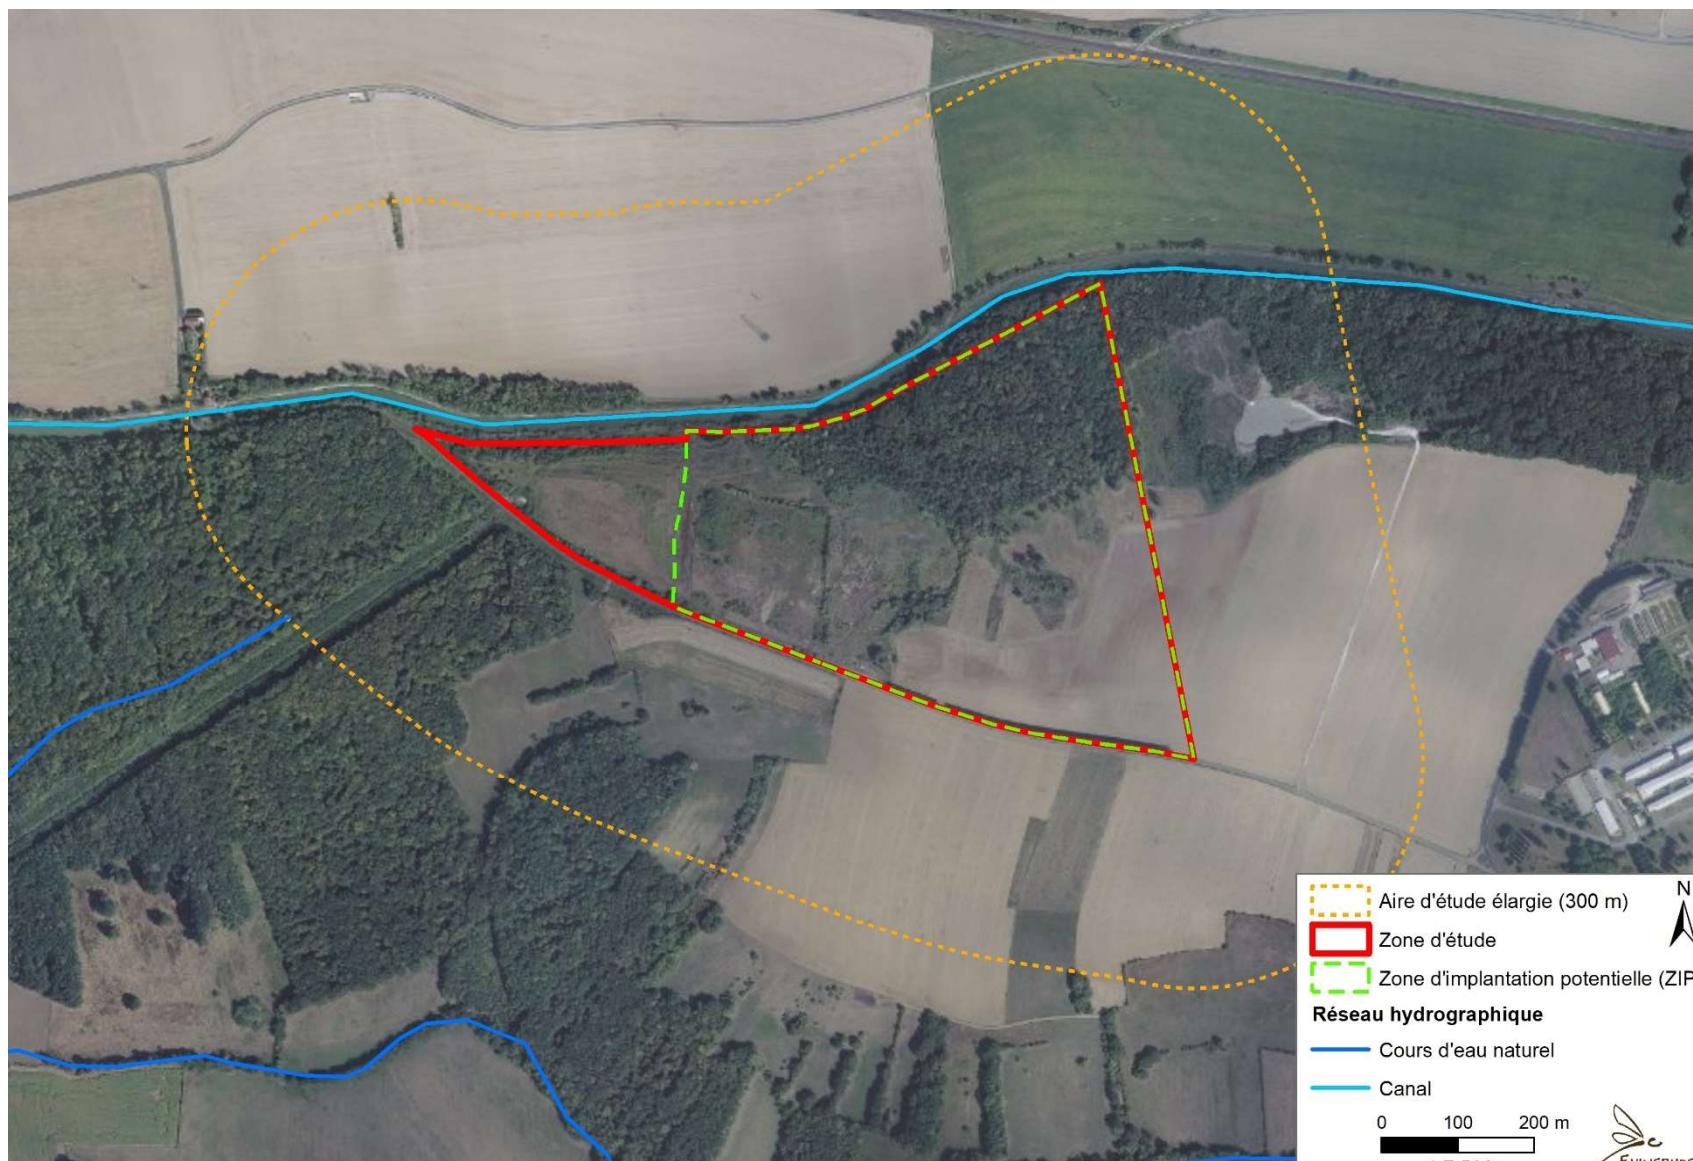 Aire d'étude élargie (300 m)
N
Zone d'étude
Zone d'implantation potentielle (ZIP
Réseau hydrographique
Cours d'eau naturel
Canal
0 100 200 m